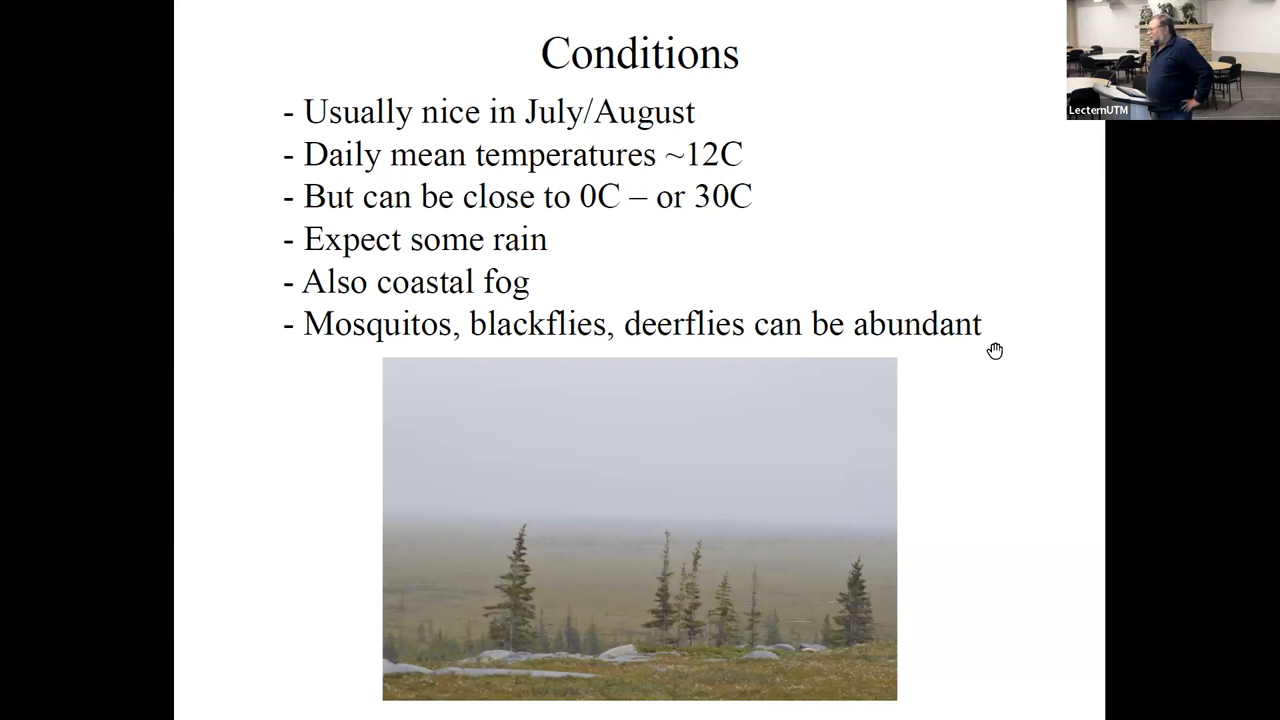 Conditions
- Usually nice in July/August
- Daily mean temperatures ~12C
- But can be close to 0C – or 30C
- Expect some rain
- Also coastal fog
- Mosquitos, blackflies, deerflies can be abundant
LecternUTM